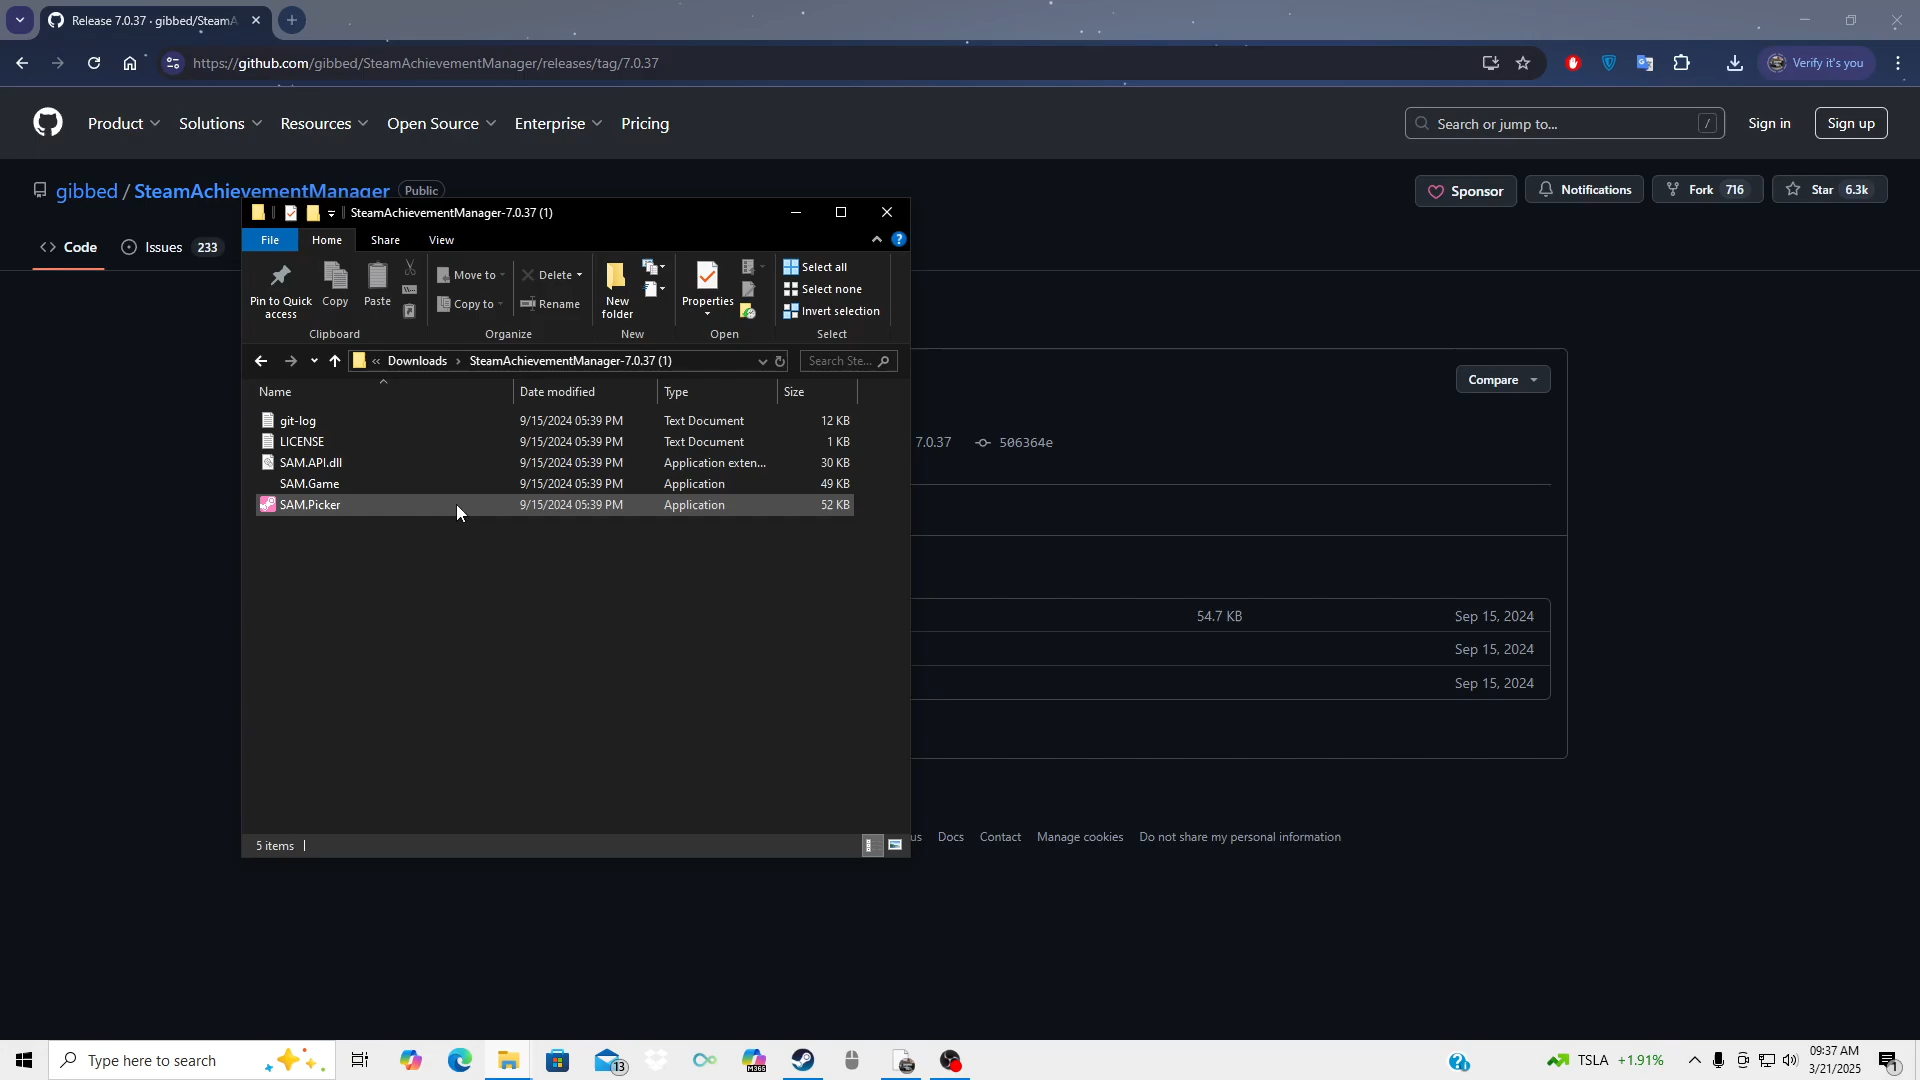 Release 7.0.37 · gibbed/SteamA
https://github.com/gibbed/SteamAchievementManager/releases/tag/7.0.37
Verify it's you
Product
Solutions
Resources
Open Source
Enterprise
Pricing
Search or jump to...
/
Sign in
Sign up
gibbed / SteamAchievementManager
Public
Sponsor
Notifications
Fork 716
Star 6.3k
Code
Issues 233
SteamAchievementManager-7.0.37 (1)
File
Home
Share
View
Pin to Quick access
Copy
Paste
Clipboard
Move to
Copy to
Delete
Rename
Organize
New folder
New
Properties
Open
Select all
Select none
Invert selection
Select
« Downloads › SteamAchievementManager-7.0.37 (1)
Search Ste...
Name
Date modified
Type
Size
git-log 9/15/2024 05:39 PM Text Document 12 KB
LICENSE 9/15/2024 05:39 PM Text Document 1 KB
SAM.API.dll 9/15/2024 05:39 PM Application exten... 30 KB
SAM.Game 9/15/2024 05:39 PM Application 49 KB
SAM.Picker 9/15/2024 05:39 PM Application 52 KB
5 items
Compare
7.0.37
506364e
54.7 KB
Sep 15, 2024
Sep 15, 2024
Sep 15, 2024
us
Docs
Contact
Manage cookies
Do not share my personal information
Type here to search
13
M365
TSLA +1.91%
09:37 AM
3/21/2025
1